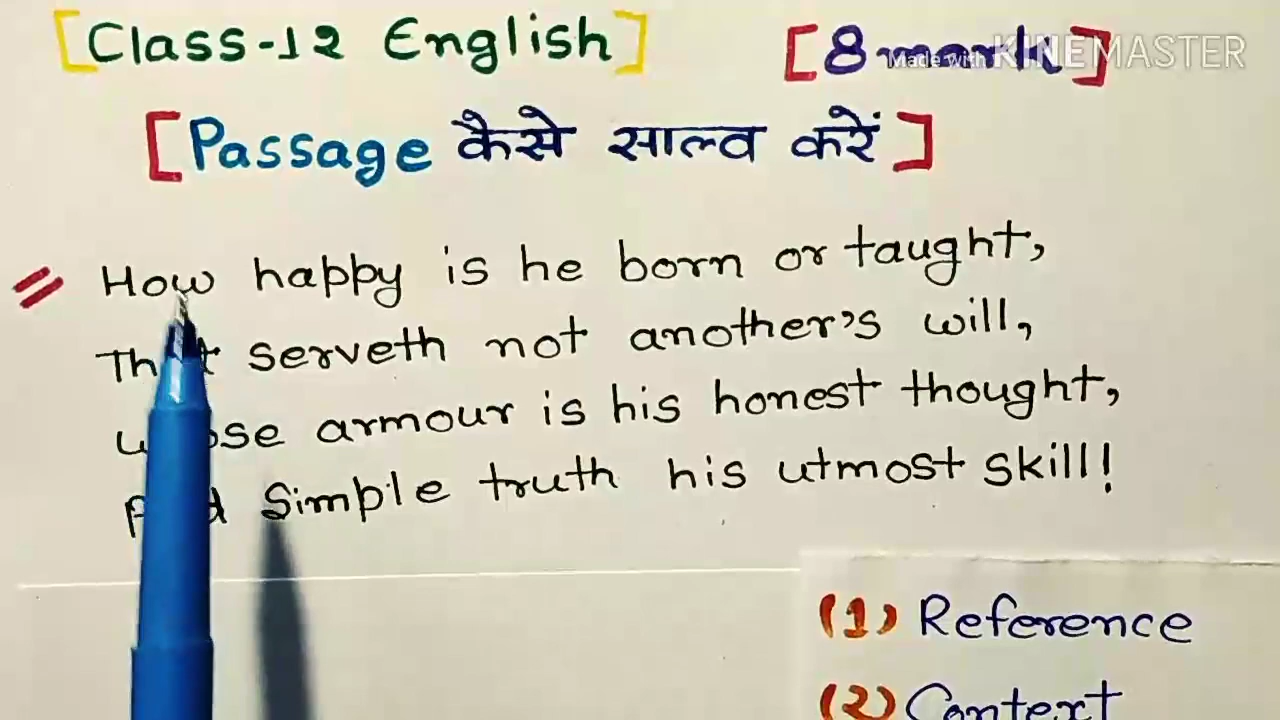 [Class-12 English] [8 mark]
Made with KINEMASTER
[Passage कैसे साल्व करें]
How happy is he born or taught,
serveth not another's will,
armour is his honest thought,
Simple truth his utmost skill!
(1) Reference
(2) Context